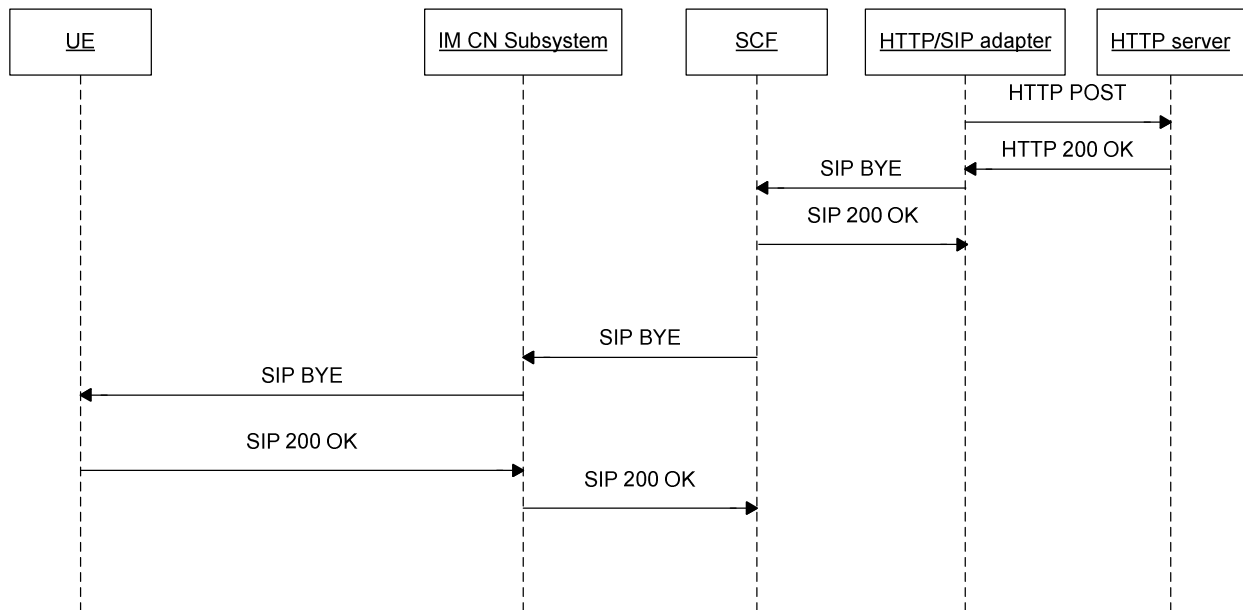 UE
IM CN Subsystem
SCF
HTTP/SIP adapter
HTTP server
HTTP POST
HTTP 200 OK
SIP BYE
SIP 200 OK
SIP BYE
SIP BYE
SIP 200 OK
SIP 200 OK